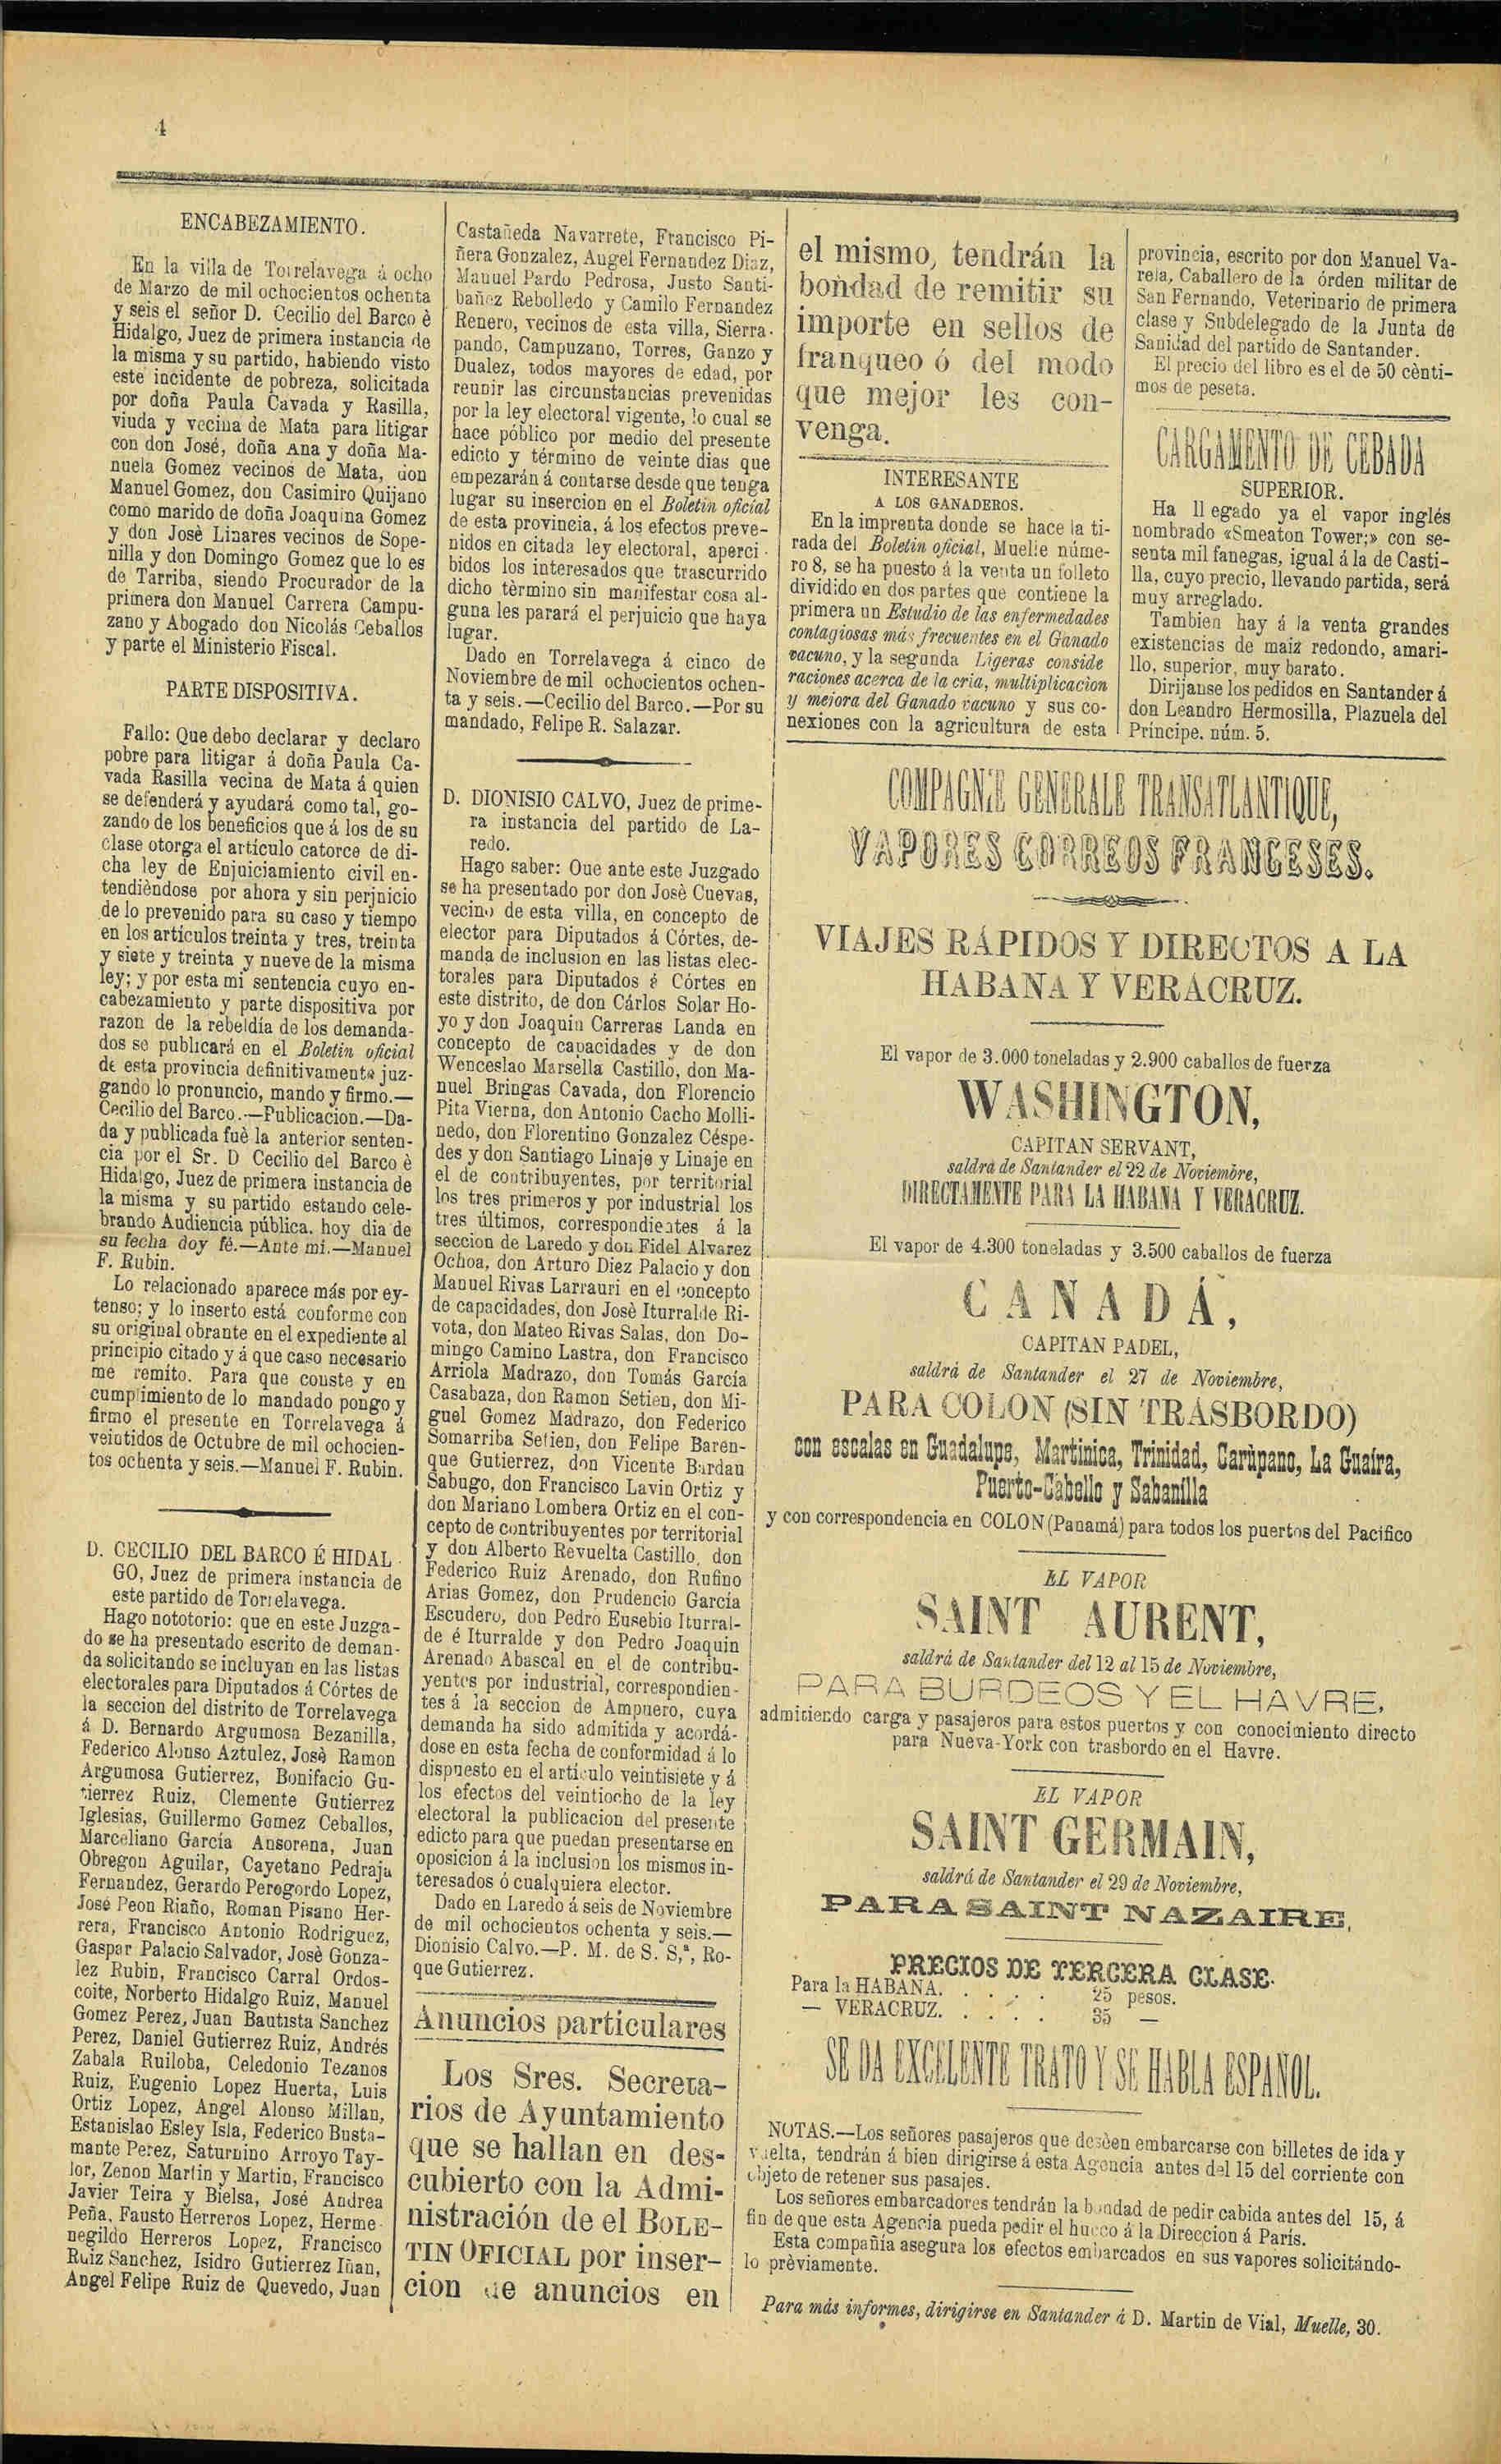 4
ENCABEZAMIENTO.
En la villa de Torrelavega á ocho
de Marzo de mil ochocientos ochenta
y seis el señor D. Cecilio del Barco è
Hidalgo, Juez de primera instancia de
la misma y su partido, habiendo visto
este incidente de pobreza, solicitada
por doña Paula Cavada y Rasilla,
viuda y vecina de Mata para litigar
con don José, doña Ana y doña Ma-
nuela Gomez vecinos de Mata, don
Manuel Gomez, don Casimiro Quijano
como marido de doña Joaquina Gomez
y don Josè Linares vecinos de Sope-
nilla y don Domingo Gomez que lo es
de Tarriba, siendo Procurador de la
primera don Manuel Carrera Campu-
zano y Abogado don Nicolás Ceballos
y parte el Ministerio Fiscal.
PARTE DISPOSITIVA.
Fallo: Que debo declarar y declaro
pobre para litigar á doña Paula Ca-
vada Rasilla vecina de Mata á quien
se defenderá y ayudará como tal, go-
zando de los beneficios que á los de su
clase otorga el artículo catorce de di-
cha ley de Enjuiciamiento civil en-
tendièndose por ahora y sin perjnicio
de lo prevenido para su caso y tiempo
en los artículos treinta y tres, treinta
y siete y treinta y nueve de la misma
ley; y por esta mi sentencia cuyo en-
cabezamiento y parte dispositiva por
razon de la rebeldía de los demanda-
dos se publicará en el Boletin oficial
de esta provincia definitivamente juz-
gando lo pronuncio, mando y firmo.—
Cecilio del Barco.—Publicacion.—Da-
da y publicada fuè la anterior senten-
cia por el Sr. D Cecilio del Barco è
Hidalgo, Juez de primera instancia de
la misma y su partido estando cele-
brando Audiencia pública. hoy dia de
su fecha doy fé.—Ante mi.—Manuel
F. Rubin.
Lo relacionado aparece más por ey-
tenso; y lo inserto está conforme con
su original obrante en el expediente al
principio citado y á que caso necesario
me remito. Para que conste y en
cumplimiento de lo mandado pongo y
firmo el presente en Torrelavega á
veintidos de Octubre de mil ochocien-
tos ochenta y seis.—Manuel F. Rubin.
D. CECILIO DEL BARCO É HIDAL-
GO, Juez de primera instancia de
este partido de Torrelavega.
Hago nototorio: que en este Juzga-
do se ha presentado escrito de deman-
da solicitando se incluyan en las listas
electorales para Diputados á Córtes de
la seccion del distrito de Torrelavega
á D. Bernardo Argumosa Bezanilla,
Federico Alonso Aztulez, Josè Ramon
Argumosa Gutierrez, Bonifacio Gu-
tierrez Ruiz, Clemente Gutierrez
Iglesias, Guillermo Gomez Ceballos,
Marceliano García Ansorena, Juan
Obregon Aguilar, Cayetano Pedraja
Fernandez, Gerardo Perogordo Lopez,
José Peon Riaño, Roman Pisano Her-
rera, Francisco Antonio Rodriguez,
Gaspar Palacio Salvador, Josè Gonza-
lez Rubin, Francisco Carral Ordos-
coite, Norberto Hidalgo Ruiz, Manuel
Gomez Perez, Juan Bautista Sanchez
Perez, Daniel Gutierrez Ruiz, Andrés
Zabala Ruiloba, Celedonio Tezanos
Ruiz, Eugenio Lopez Huerta, Luis
Ortiz Lopez, Angel Alonso Millan,
Estanislao Esley Isla, Federico Busta-
mante Perez, Saturnino Arroyo Tay-
lor, Zenon Martin y Martin, Francisco
Javier Teira y Bielsa, José Andrea
Peña, Fausto Herreros Lopez, Herme-
negildo Herreros Lopez, Francisco
Ruiz Sanchez, Isidro Gutierrez Iñan,
Angel Felipe Ruiz de Quevedo, Juan
Castañeda Navarrete, Francisco Pi-
ñera Gonzalez, Angel Fernandez Diaz,
Manuel Pardo Pedrosa, Justo Santi-
bañez Rebolledo y Camilo Fernandez
Renero, vecinos de esta villa, Sierra-
pando, Campuzano, Torres, Ganzo y
Dualez, todos mayores de edad, por
reunir las circunstancias prevenidas
por la ley electoral vigente, lo cual se
hace póblico por medio del presente
edicto y término de veinte dias que
empezarán á contarse desde que tenga
lugar su insercion en el Boletin oficial
de esta provincia, á los efectos preve-
nidos en citada ley electoral, aperci-
bidos los interesados que trascurrido
dicho tèrmino sin manifestar cosa al-
guna les parará el perjuicio que haya
lugar.
Dado en Torrelavega á cinco de
Noviembre de mil ochocientos ochen-
ta y seis.—Cecilio del Barco.—Por su
mandado, Felipe R. Salazar.
D. DIONISIO CALVO, Juez de prime-
ra instancia del partido de La-
redo.
Hago saber: Oue ante este Juzgado
se ha presentado por don Josè Cuevas,
vecino de esta villa, en concepto de
elector para Diputados á Córtes, de-
manda de inclusion en las listas elec-
torales para Diputados é Córtes en
este distrito, de don Cárlos Solar Ho-
yo y don Joaquin Carreras Landa en
concepto de capacidades y de don
Wenceslao Marsella Castillo, don Ma-
nuel Bringas Cavada, don Florencio
Pita Vierna, don Antonio Cacho Molli-
nedo, don Florentino Gonzalez Céspe-
des y don Santiago Linaje y Linaje en
el de contribuyentes, por territorial
los tres primeros y por industrial los
tres últimos, correspondientes á la
seccion de Laredo y don Fidel Alvarez
Ochoa, don Arturo Diez Palacio y don
Manuel Rivas Larrauri en el concepto
de capacidades, don Josè Iturralde Ri-
vota, don Mateo Rivas Salas, don Do-
mingo Camino Lastra, don Francisco
Arriola Madrazo, don Tomás García
Casabaza, don Ramon Setien, don Mi-
guel Gomez Madrazo, don Federico
Somarriba Setien, don Felipe Baren-
que Gutierrez, don Vicente Bardau
Sabugo, don Francisco Lavin Ortiz y
don Mariano Lombera Ortiz en el con-
cepto de contribuyentes por territorial
y don Alberto Revuelta Castillo, don
Federico Ruiz Arenado, don Rufino
Arias Gomez, don Prudencio García
Escudero, don Pedro Eusebio Iturral-
de é Iturralde y don Pedro Joaquin
Arenado Abascal en el de contribu-
yentes por industrial, correspondien-
tes á la seccion de Ampuero, cuya
demanda ha sido admitida y acordá-
dose en esta fecha de conformidad á lo
dispuesto en el artículo veintisiete y á
los efectos del veintiocho de la ley
electoral la publicacion del presente
edicto para que puedan presentarse en
oposicion á la inclusion los mismos in-
teresados ó cualquiera elector.
Dado en Laredo á seis de Noviembre
de mil ochocientos ochenta y seis.—
Dionisio Calvo.—P. M. de S. S,ª, Ro-
que Gutierrez.
Anuncios particulares
Los Sres. Secreta-
rios de Ayuntamiento
que se hallan en des-
cubierto con la Admi-
nistración de el BOLE-
TIN OFICIAL por inser-
cion de anuncios en
el mismo, tendrán la
bondad de remitir su
importe en sellos de
franqueo ó del modo
que mejor les con-
venga.
INTERESANTE
A LOS GANADEROS.
En la imprenta donde se hace la ti-
rada del Boletin oficial, Muelle núme-
ro 8, se ha puesto á la venta un folleto
dividido en dos partes que contiene la
primera un Estudio de las enfermedades
contagiosas más frecuentes en el Ganado
vacuno, y la segunda Ligeras conside
raciones acerca de la cria, multiplicacion
y mejora del Ganado vacuno y sus co-
nexiones con la agricultura de esta
provincia, escrito por don Manuel Va-
rela, Caballero de la órden militar de
San Fernando, Veterinario de primera
clase y Subdelegado de la Junta de
Sanidad del partido de Santander.
El precio del libro es el de 50 cènti-
mos de peseta.
CARGAMENTO DE CEBADA
SUPERIOR.
Ha llegado ya el vapor inglés
nombrado «Smeaton Tower;» con se-
senta mil fanegas, igual á la de Casti-
lla, cuyo precio, llevando partida, será
muy arreglado.
Tambien hay á la venta grandes
existencias de maiz redondo, amari-
llo, superior, muy barato.
Dirijanse los pedidos en Santander á
don Leandro Hermosilla, Plazuela del
Príncipe, núm. 5.
COMPAGNIE GENERALE TRANSATLANTIQUE,
VAPORES CORREOS FRANCESES.
VIAJES RÁPIDOS Y DIRECTOS A LA
HABANA Y VERACRUZ.
El vapor de 3.000 toneladas y 2.900 caballos de fuerza
WASHINGTON,
CAPITAN SERVANT,
saldrá de Santander el 22 de Noviembre,
DIRECTAMENTE PARA LA HABANA Y VERACRUZ.
El vapor de 4.300 toneladas y 3.500 caballos de fuerza
CANADÁ,
CAPITAN PADEL,
saldrá de Santander el 27 de Noviembre,
PARA COLON (SIN TRASBORDO)
con escalas en Guadalupe, Martinica, Trinidad, Carùpano, La Guaíra,
Puerto-Cabello y Sabanilla
y con correspondencia en COLON (Panamá) para todos los puertos del Pacifico
EL VAPOR
SAINT AURENT,
saldrá de Santander del 12 al 15 de Noviembre,
PARA BURDEOS Y EL HAVRE,
admitiendo carga y pasajeros para estos puertos y con conocimiento directo
para Nueva-York con trasbordo en el Havre.
EL VAPOR
SAINT GERMAIN,
saldrá de Santander el 29 de Noviembre,
PARA SAINT NAZAIRE,
PRECIOS DE TERCERA CLASE.
Para la HABANA. . . . . 25 pesos.
— VERACRUZ. . . . . 35 —
SE DA EXCELENTE TRATO Y SE HABLA ESPAÑOL.
NOTAS.—Los señores pasajeros que deséen embarcarse con billetes de ida y
vuelta, tendrán á bien dirigirse á esta Agencia antes del 15 del corriente con
objeto de retener sus pasajes.
Los señores embarcadores tendrán la bondad de pedir cabida antes del 15, á
fin de que esta Agencia pueda pedir el hueco á la Direccion á Paris.
Esta compañía asegura los efectos embarcados en sus vapores solicitándo-
lo prèviamente.
Para más informes, dirigirse en Santander á D. Martin de Vial, Muelle, 30.